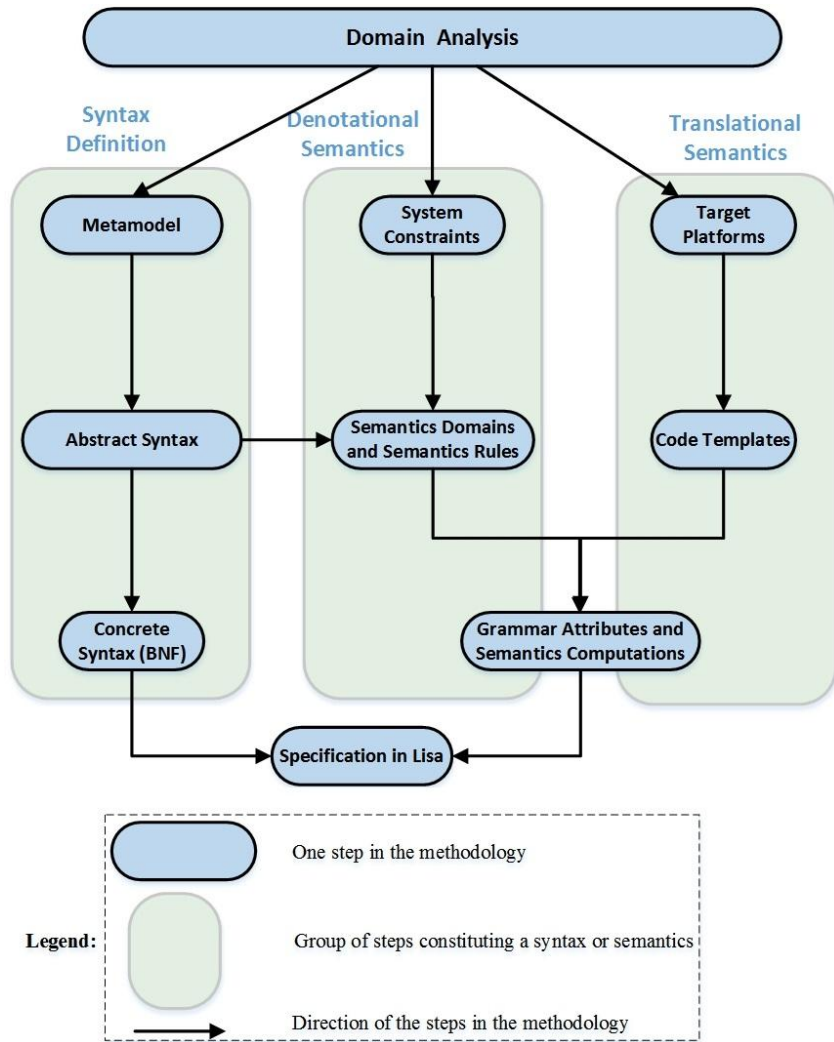 Domain Analysis
Syntax
Definition
Denotational
Semantics
Translational
Semantics
Metamodel
System
Constraints
Target
Platforms
Abstract Syntax
Semantics Domains
and Semantics Rules
Code Templates
Concrete
Syntax (BNF)
Grammar Attributes and
Semantics Computations
Specification in Lisa
Legend:
One step in the methodology
Group of steps constituting a syntax or semantics
Direction of the steps in the methodology